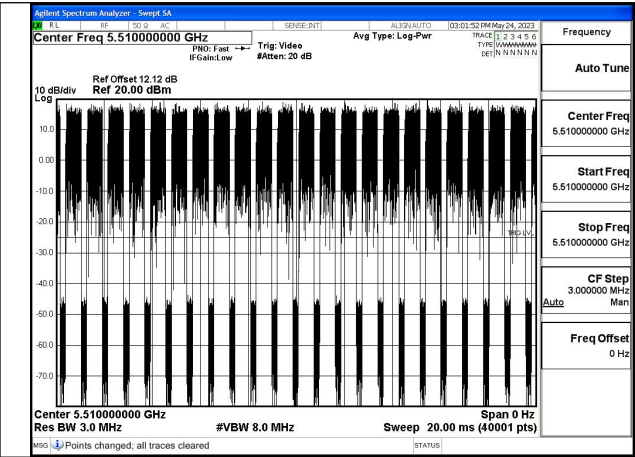 Agilent Spectrum Analyzer - Swept SA
RL RF 50 Ω AC SENSE:INT ALIGN AUTO 03:01:52 PM May 24, 2023
Center Freq 5.510000000 GHz
PNO: Fast
IFGain:Low
Trig: Video
#Atten: 20 dB
Avg Type: Log-Pwr
TRACE 1 2 3 4 5 6
TYPE WWWWWW
DET N N N N N N
Ref Offset 12.12 dB
10 dB/div Ref 20.00 dBm
Log
10.0
0.00
-10.0
-20.0
TRIG LVL
-30.0
-40.0
-50.0
-60.0
-70.0
Center 5.510000000 GHz Span 0 Hz
Res BW 3.0 MHz #VBW 8.0 MHz Sweep 20.00 ms (40001 pts)
MSG Points changed; all traces cleared STATUS
Frequency
Auto Tune
Center Freq
5.510000000 GHz
Start Freq
5.510000000 GHz
Stop Freq
5.510000000 GHz
CF Step
3.000000 MHz
Auto Man
Freq Offset
0 Hz